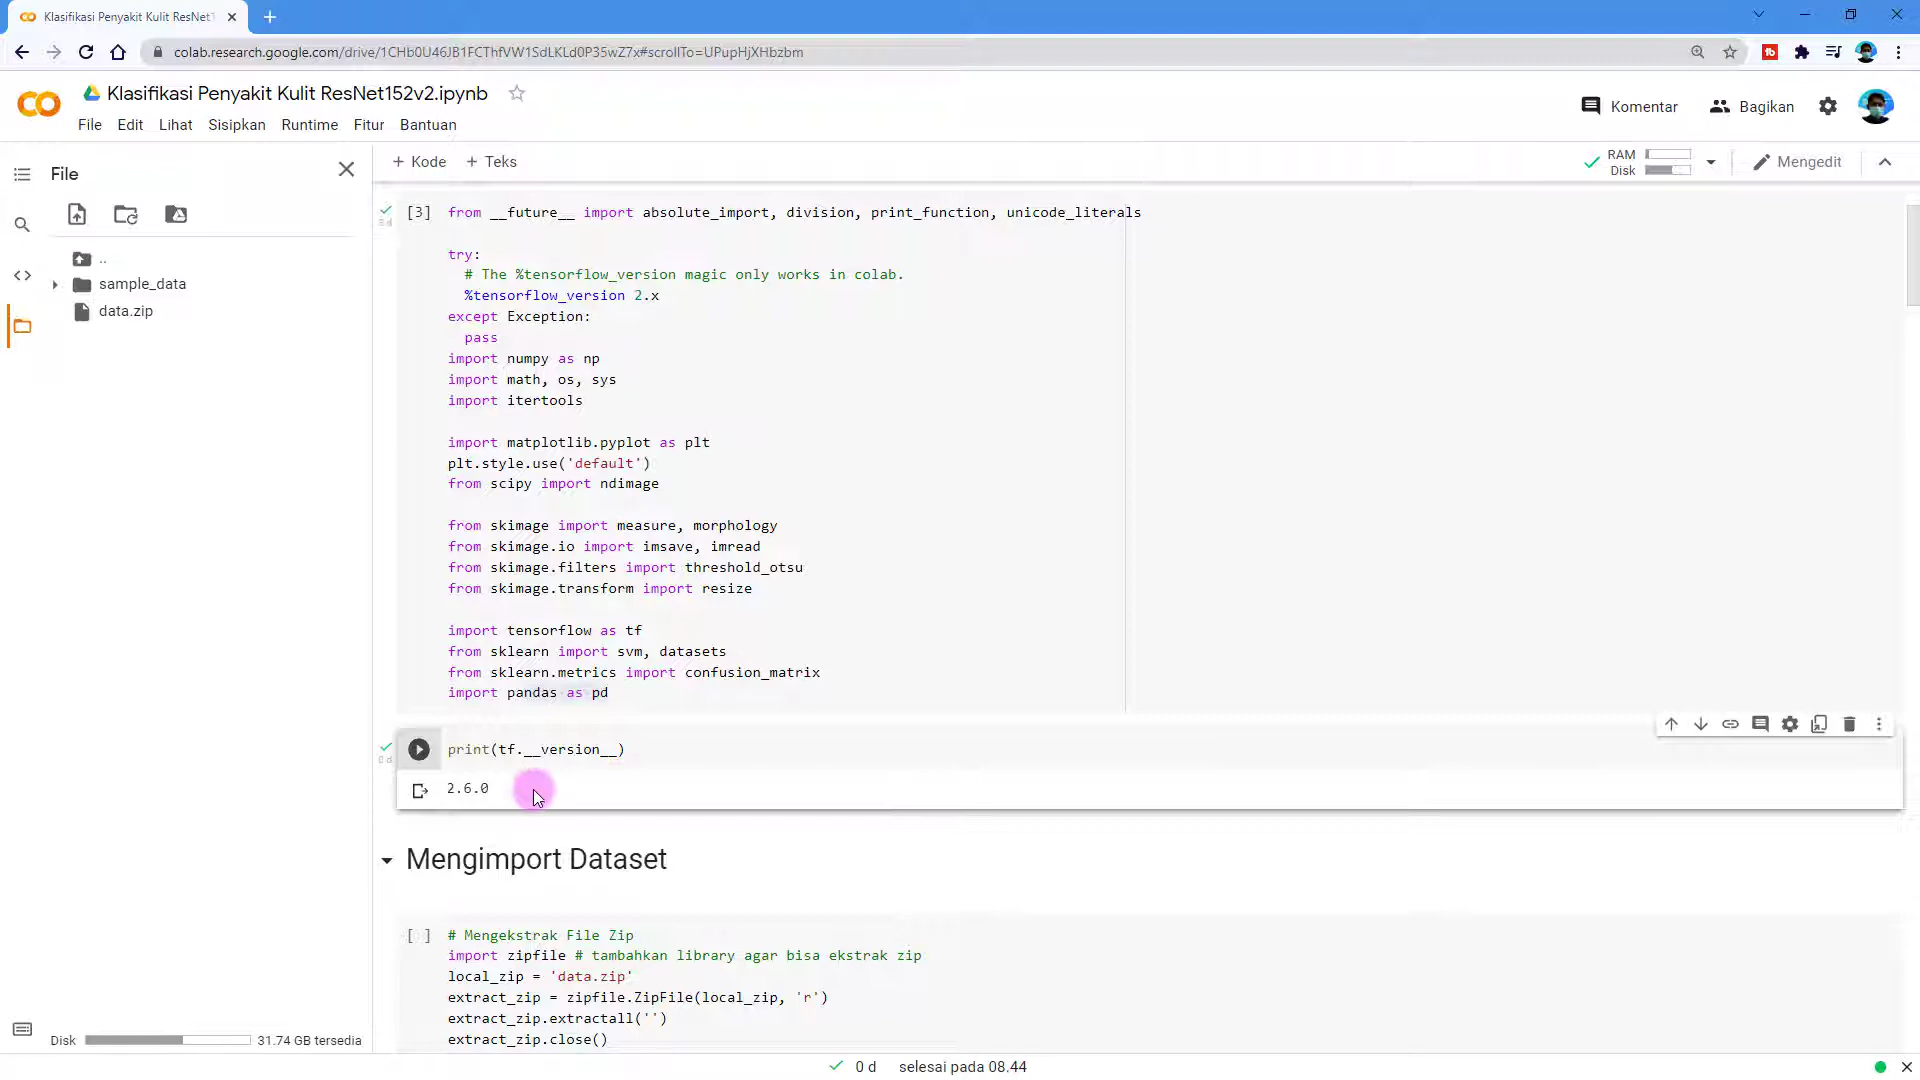 Klasifikasi Penyakit Kulit ResNet1
colab.research.google.com/drive/1CHb0U46JB1FCThfVW1SdLKLd0P35wZ7x#scrollTo=UPupHjXHbzbm
Klasifikasi Penyakit Kulit ResNet152v2.ipynb
File Edit Lihat Sisipkan Runtime Fitur Bantuan
Komentar
Bagikan
File
+ Kode + Teks
RAM
Disk
Mengedit
..
sample_data
data.zip
[3] from __future__ import absolute_import, division, print_function, unicode_literals
try:
# The %tensorflow_version magic only works in colab.
%tensorflow_version 2.x
except Exception:
pass
import numpy as np
import math, os, sys
import itertools
import matplotlib.pyplot as plt
plt.style.use('default')
from scipy import ndimage
from skimage import measure, morphology
from skimage.io import imsave, imread
from skimage.filters import threshold_otsu
from skimage.transform import resize
import tensorflow as tf
from sklearn import svm, datasets
from sklearn.metrics import confusion_matrix
import pandas as pd
print(tf.__version__)
0 d
2.6.0
Mengimport Dataset
[ ] # Mengekstrak File Zip
import zipfile # tambahkan library agar bisa ekstrak zip
local_zip = 'data.zip'
extract_zip = zipfile.ZipFile(local_zip, 'r')
extract_zip.extractall('')
extract_zip.close()
Disk 31.74 GB tersedia
0 d selesai pada 08.44